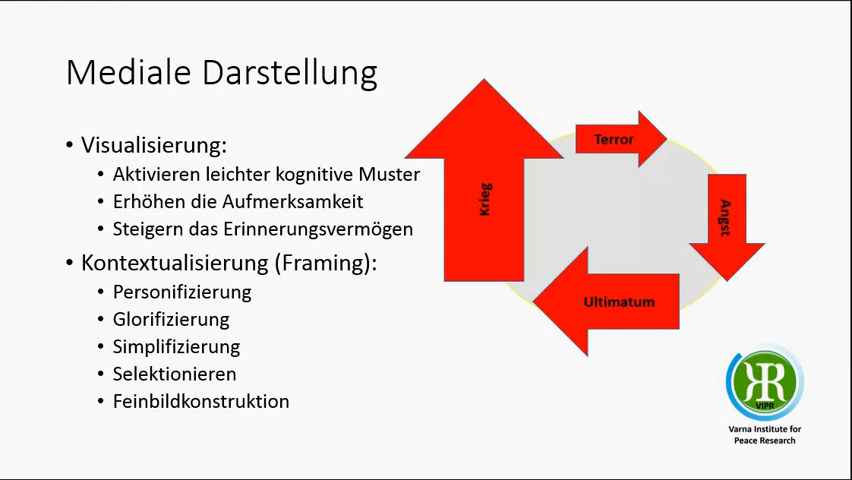 Mediale Darstellung
• Visualisierung:
• Aktivieren leichter kognitive Muster
• Erhöhen die Aufmerksamkeit
• Steigern das Erinnerungsvermögen
• Kontextualisierung (Framing):
• Personifizierung
• Glorifizierung
• Simplifizierung
• Selektionieren
• Feinbildkonstruktion
Terror
Angst
Ultimatum
Krieg
VIPR
Varna Institute for
Peace Research